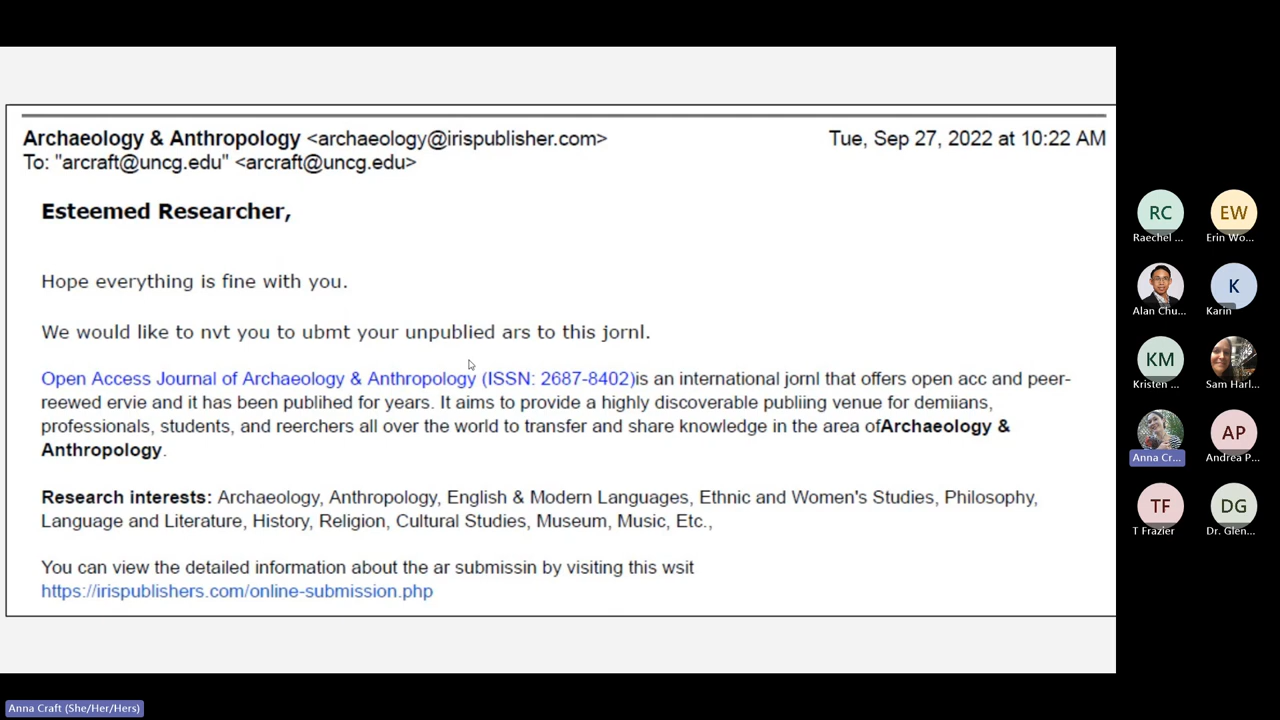 Archaeology & Anthropology <archaeology@irispublisher.com> Tue, Sep 27, 2022 at 10:22 AM
To: "arcraft@uncg.edu" <arcraft@uncg.edu>
Esteemed Researcher,
Hope everything is fine with you.
We would like to nvt you to ubmt your unpublied ars to this jornl.
Open Access Journal of Archaeology & Anthropology (ISSN: 2687-8402)is an international jornl that offers open acc and peer-
reewed ervie and it has been publihed for years. It aims to provide a highly discoverable publiing venue for demiians,
professionals, students, and reerchers all over the world to transfer and share knowledge in the area ofArchaeology &
Anthropology.
Research interests: Archaeology, Anthropology, English & Modern Languages, Ethnic and Women's Studies, Philosophy,
Language and Literature, History, Religion, Cultural Studies, Museum, Music, Etc.,
You can view the detailed information about the ar submissin by visiting this wsit
https://irispublishers.com/online-submission.php
RC EW
Raechel ... Erin Wo...
K
Alan Chu... Karin
KM
Kristen ... Sam Harl...
AP
Anna Cr... Andrea P...
TF DG
T Frazier Dr. Glen...
Anna Craft (She/Her/Hers)